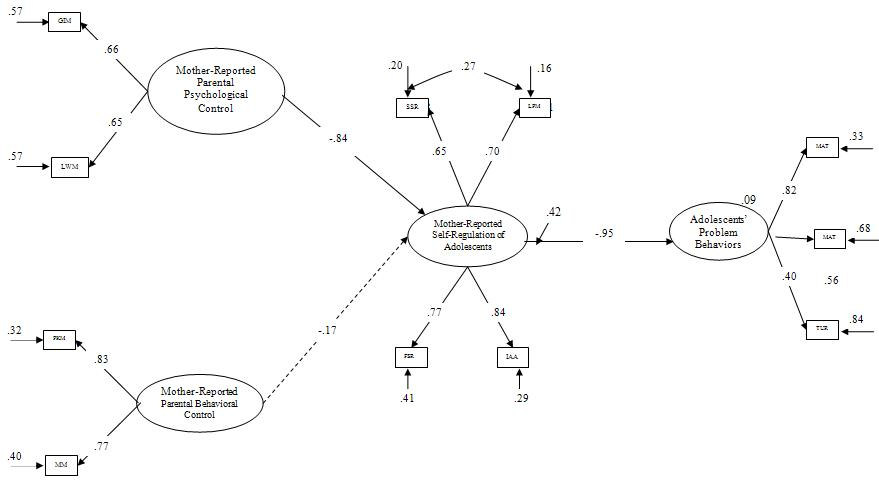 .57
GIM
.66
Mother-Reported
Parental
Psychological
Control
.65
.57
LWM
.20
.27
.16
SSR
LPM
.65
.70
-.84
.33
MAT
.82
.09
Adolescents’
Problem
Behaviors
.68
MAT
.40
.56
.84
TUR
.42
Mother-Reported
Self-Regulation of
Adolescents
-.95
.77
.84
IAA
.41
.29
-.17
.32
.83
Mother-Reported
Parental Behavioral
Control
.77
.40
MM